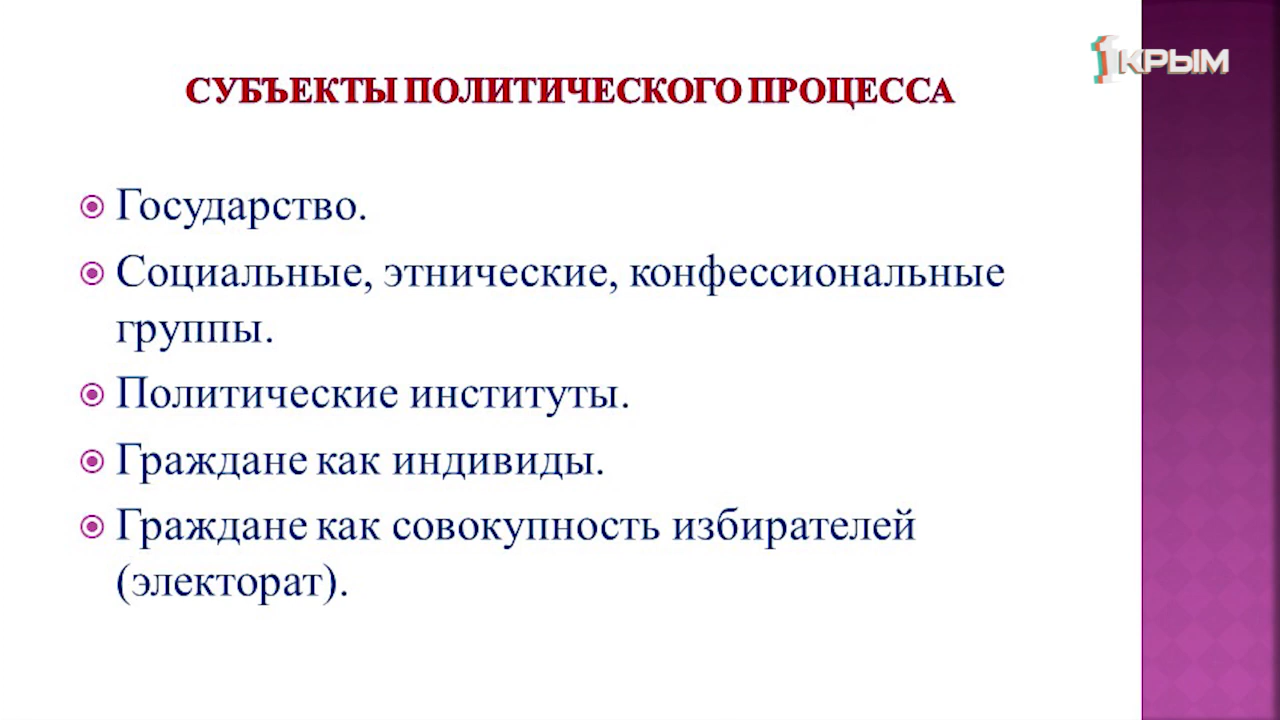 1КРЫМ
СУБЪЕКТЫ ПОЛИТИЧЕСКОГО ПРОЦЕССА
Государство.
Социальные, этнические, конфессиональные
группы.
Политические институты.
Граждане как индивиды.
Граждане как совокупность избирателей
(электорат).